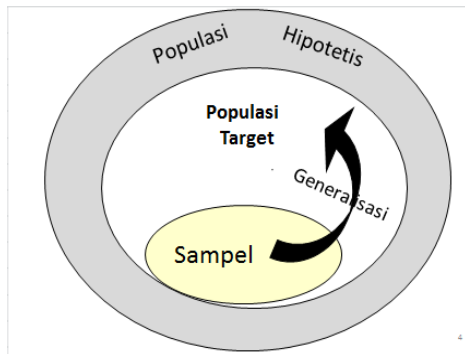 Populasi Hipotetis
Populasi
Target
Generalisasi
Sampel
4